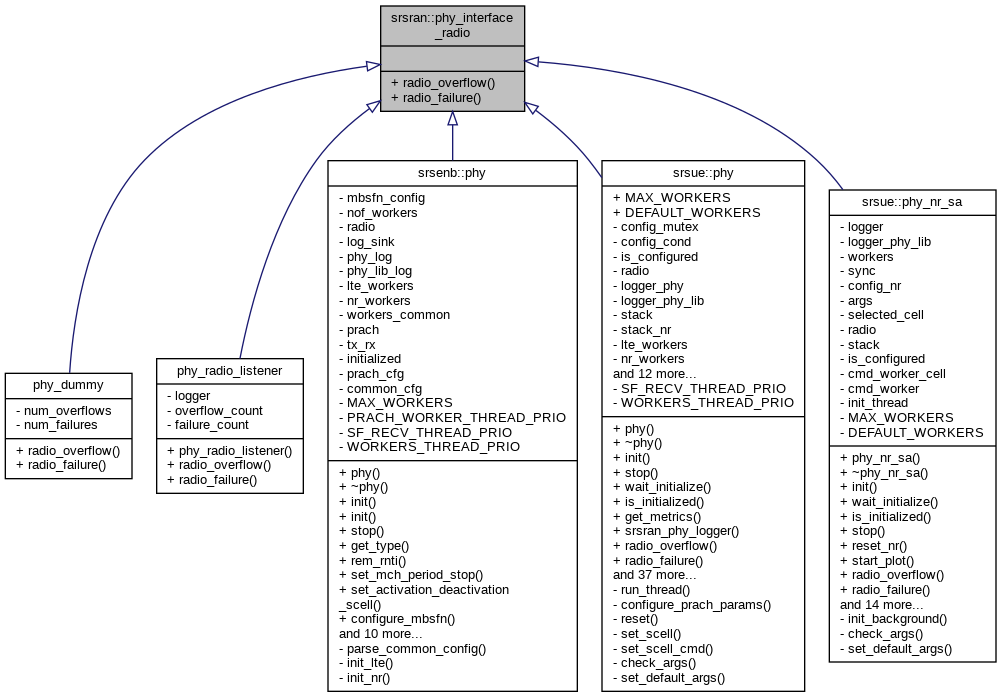 srsran::phy_interface
_radio
+ radio_overflow()
+ radio_failure()
phy_dummy
- num_overflows
- num_failures
+ radio_overflow()
+ radio_failure()
phy_radio_listener
- logger
- overflow_count
- failure_count
+ phy_radio_listener()
+ radio_overflow()
+ radio_failure()
srsenb::phy
- mbsfn_config
- nof_workers
- radio
- log_sink
- phy_log
- phy_lib_log
- lte_workers
- nr_workers
- workers_common
- prach
- tx_rx
- initialized
- prach_cfg
- common_cfg
- MAX_WORKERS
- PRACH_WORKER_THREAD_PRIO
- SF_RECV_THREAD_PRIO
- WORKERS_THREAD_PRIO
+ phy()
+ ~phy()
+ init()
+ init()
+ stop()
+ get_type()
+ rem_rnti()
+ set_mch_period_stop()
+ set_activation_deactivation
_scell()
+ configure_mbsfn()
and 10 more...
- parse_common_config()
- init_lte()
- init_nr()
srsue::phy
+ MAX_WORKERS
+ DEFAULT_WORKERS
- config_mutex
- config_cond
- is_configured
- radio
- logger_phy
- logger_phy_lib
- stack
- stack_nr
- lte_workers
- nr_workers
and 12 more...
- SF_RECV_THREAD_PRIO
- WORKERS_THREAD_PRIO
+ phy()
+ ~phy()
+ init()
+ stop()
+ wait_initialize()
+ is_initialized()
+ get_metrics()
+ srsran_phy_logger()
+ radio_overflow()
+ radio_failure()
and 37 more...
- run_thread()
- configure_prach_params()
- reset()
- set_scell()
- set_scell_cmd()
- check_args()
- set_default_args()
srsue::phy_nr_sa
- logger
- logger_phy_lib
- workers
- sync
- config_nr
- args
- selected_cell
- radio
- stack
- is_configured
- cmd_worker_cell
- cmd_worker
- init_thread
- MAX_WORKERS
- DEFAULT_WORKERS
+ phy_nr_sa()
+ ~phy_nr_sa()
+ init()
+ wait_initialize()
+ is_initialized()
+ stop()
+ reset_nr()
+ start_plot()
+ radio_overflow()
+ radio_failure()
and 14 more...
- init_background()
- check_args()
- set_default_args()